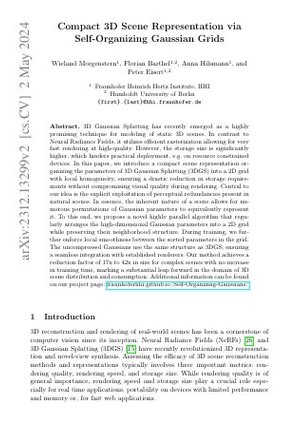 Compact 3D Scene Representation via
Self-Organizing Gaussian Grids
Wieland Morgenstern¹, Florian Barthel¹,², Anna Hilsmann¹, and
Peter Eisert¹,²
¹ Fraunhofer Heinrich Hertz Institute, HHI
² Humboldt University of Berlin
{first}.{last}@hhi.fraunhofer.de
arXiv:2312.13299v2 [cs.CV] 2 May 2024
Abstract. 3D Gaussian Splatting has recently emerged as a highly
promising technique for modeling of static 3D scenes. In contrast to
Neural Radiance Fields, it utilizes efficient rasterization allowing for very
fast rendering at high-quality. However, the storage size is significantly
higher, which hinders practical deployment, e.g. on resource constrained
devices. In this paper, we introduce a compact scene representation
organizing the parameters of 3D Gaussian Splatting (3DGS) into a 2D grid
with local homogeneity, ensuring a drastic reduction in storage requirements
without compromising visual quality during rendering. Central
to our idea is the explicit exploitation of perceptual redundancies present in
natural scenes. In essence, the inherent nature of a scene allows for
numerous permutations of Gaussian parameters to equivalently represent
it. To this end, we propose a novel highly parallel algorithm that regularly
arranges the high-dimensional Gaussian parameters into a 2D grid
while preserving their neighborhood structure. During training, we further
enforce local smoothness between the sorted parameters in the grid.
The uncompressed Gaussians use the same structure as 3DGS, ensuring
a seamless integration with established renderers. Our method achieves a
reduction factor of 17x to 42x in size for complex scenes with no increase
in training time, marking a substantial leap forward in the domain of 3D
scene distribution and consumption. Additional information can be found
on our project page: fraunhoferhhi.github.io/Self-Organizing-Gaussians/
1 Introduction
3D reconstruction and rendering of real-world scenes has been a cornerstone of
computer vision since its inception. Neural Radiance Fields (NeRFs) [26] and
3D Gaussian Splatting (3DGS) [15] have recently revolutionized 3D representation
and novel-view synthesis. Assessing the efficacy of 3D scene reconstruction
methods and representations typically involves three important metrics: rendering
quality, rendering speed, and storage size. While rendering quality is of
general importance, rendering speed and storage size play a crucial role especially
for real time applications, portability on devices with limited performance
and memory or, for fast web applications.